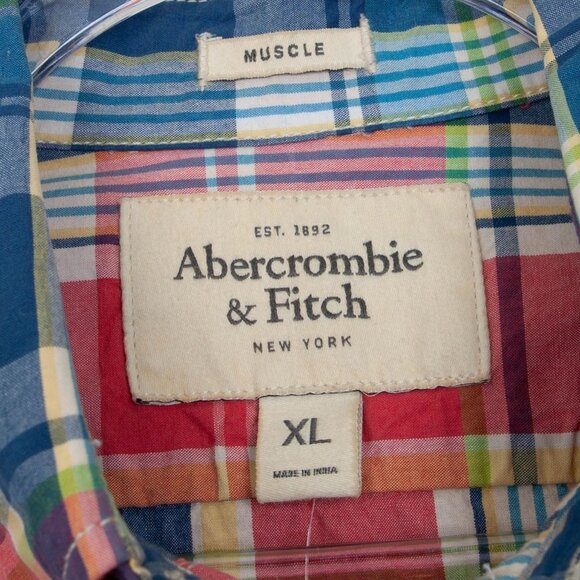 MUSCLE
EST. 1892
Abercrombie
& Fitch
NEW YORK
XL
MADE IN INDIA